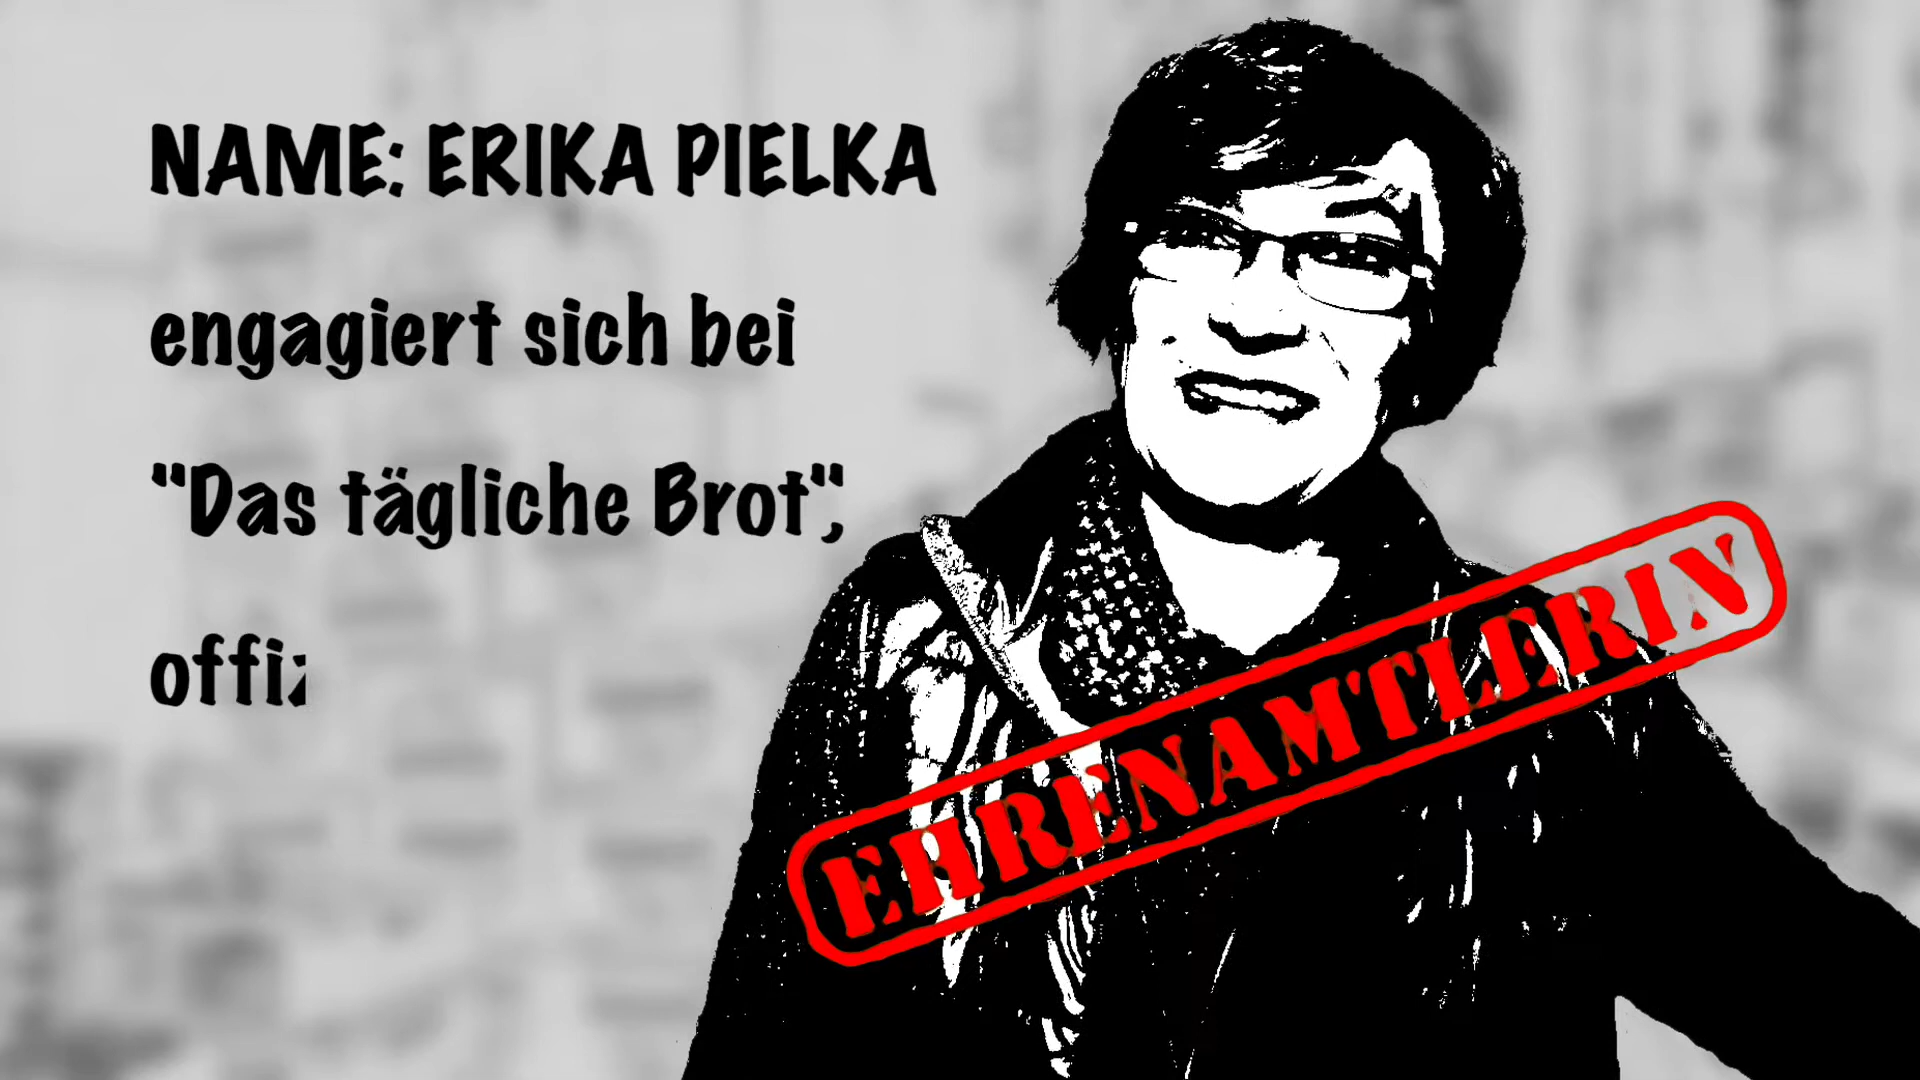 NAME: ERIKA PIELKA
engagiert sich bei
"Das tägliche Brot",
EHRENAMTLERIN